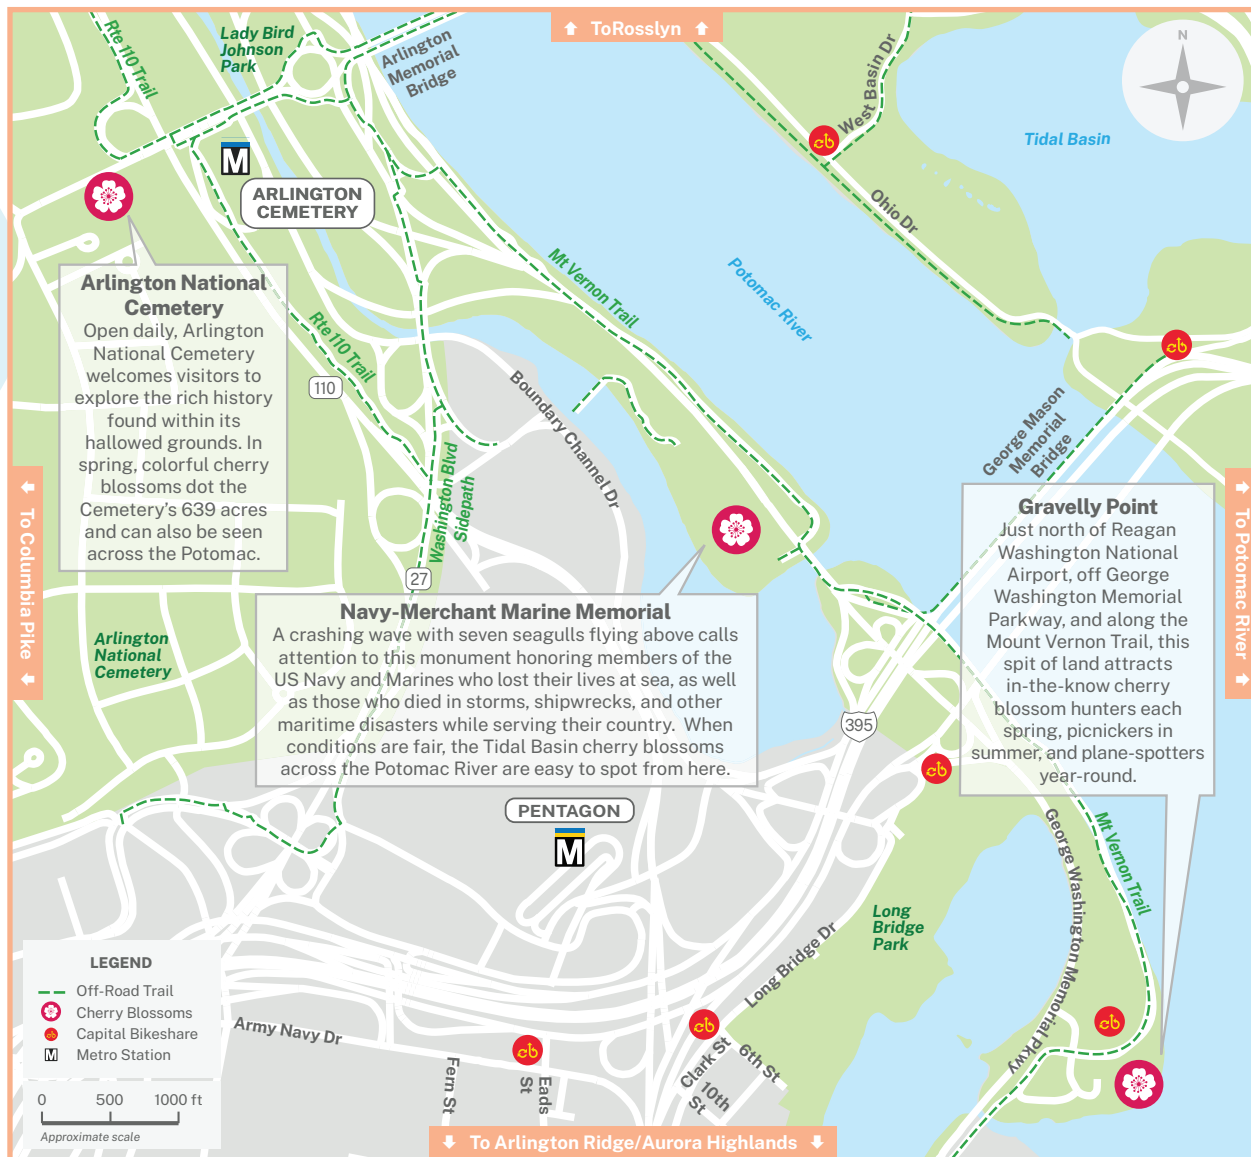 ToRosslyn
N
Rte 110 Trail
Lady Bird
Johnson
Park
Arlington
Memorial
Bridge
West Basin Dr
Tidal Basin
M
ARLINGTON
CEMETERY
Ohio Dr
Mt Vernon Trail
Potomac River
Arlington National
Cemetery
Open daily, Arlington
National Cemetery
welcomes visitors to
explore the rich history
found within its
hallowed grounds. In
spring, colorful cherry
blossoms dot the
Cemetery's 639 acres
and can also be seen
across the Potomac.
Rte 110 Trail
110
Boundary Channel Dr
George Mason
Memorial
Bridge
Washington Blvd
Sidepath
27
To Columbia Pike
To Potomac River
Gravelly Point
Just north of Reagan
Washington National
Airport, off George
Washington Memorial
Parkway, and along the
Mount Vernon Trail, this
spit of land attracts
in-the-know cherry
blossom hunters each
spring, picnickers in
summer, and plane-spotters
year-round.
Arlington
National
Cemetery
Navy-Merchant Marine Memorial
A crashing wave with seven seagulls flying above calls
attention to this monument honoring members of the
US Navy and Marines who lost their lives at sea, as well
as those who died in storms, shipwrecks, and other
maritime disasters while serving their country. When
conditions are fair, the Tidal Basin cherry blossoms
across the Potomac River are easy to spot from here.
395
PENTAGON
M
George Washington Memorial Pkwy
Mt Vernon Trail
Long
Bridge
Park
Long Bridge Dr
LEGEND
Off-Road Trail
Cherry Blossoms
Capital Bikeshare
M Metro Station
0 500 1000 ft
Approximate scale
Army Navy Dr
Fern St
Eads
St
Clark St
6th St
10th
St
To Arlington Ridge/Aurora Highlands